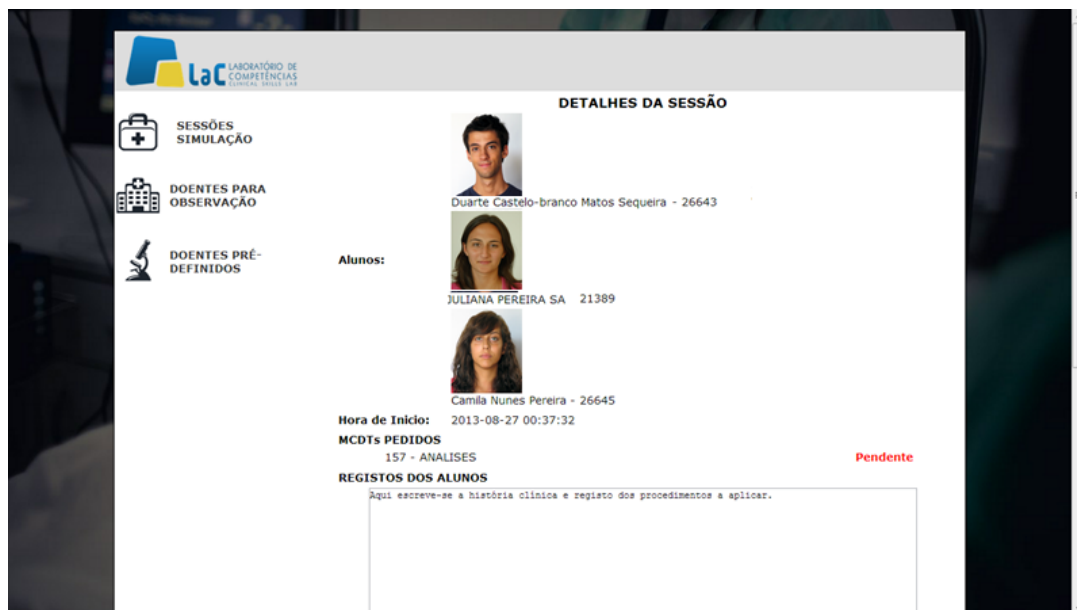 LaC LABORATÓRIO DE
COMPETÊNCIAS
CLINICAL SKILLS LAB
DETALHES DA SESSÃO
SESSÕES
SIMULAÇÃO
DOENTES PARA
OBSERVAÇÃO
DOENTES PRÉ-
DEFINIDOS
Duarte Castelo-branco Matos Sequeira - 26643
Alunos:
JULIANA PEREIRA SA 21389
Camila Nunes Pereira - 26645
Hora de Inicio: 2013-08-27 00:37:32
MCDTs PEDIDOS
157 - ANALISES Pendente
REGISTOS DOS ALUNOS
Aqui escreve-se a história clínica e registo dos procedimentos a aplicar.